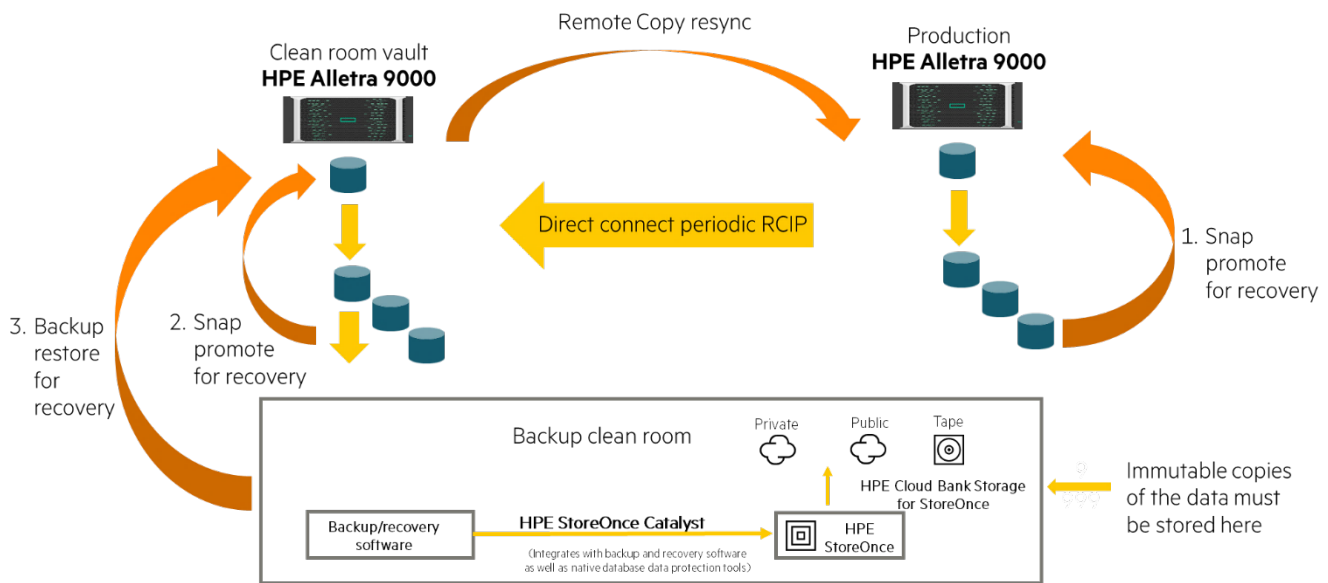 Remote Copy resync
Clean room vault
HPE Alletra 9000
Production
HPE Alletra 9000
Direct connect periodic RCIP
1. Snap
promote
for recovery
2. Snap
promote
for recovery
3. Backup
restore
for
recovery
Backup clean room
Private
Public
Tape
HPE Cloud Bank Storage
for StoreOnce
Backup/recovery
software
HPE StoreOnce Catalyst
(Integrates with backup and recovery software
as well as native database data protection tools)
HPE
StoreOnce
Immutable copies
of the data must
be stored here